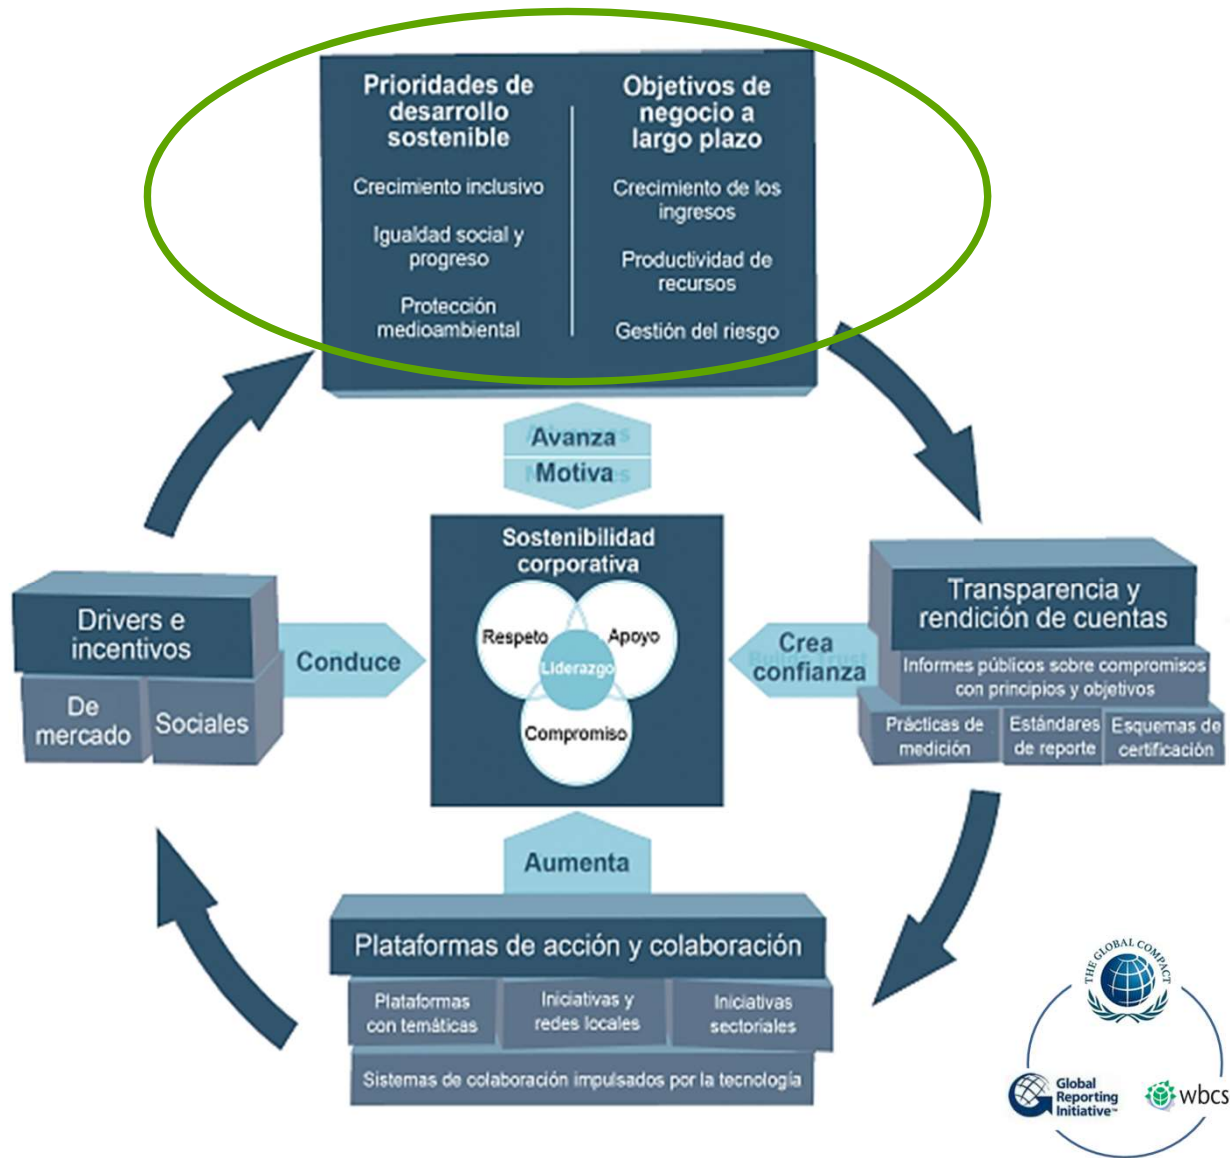 Prioridades de
desarrollo
sostenible
Crecimiento inclusivo
Igualdad social y
progreso
Protección
medioambiental
Objetivos de
negocio a
largo plazo
Crecimiento de los
ingresos
Productividad de
recursos
Gestión del riesgo
Avanza
Motiva
Sostenibilidad
corporativa
Respeto
Apoyo
Liderazgo
Compromiso
Drivers e
incentivos
De
mercado
Sociales
Conduce
Crea
confianza
Transparencia y
rendición de cuentas
Informes públicos sobre compromisos
con principios y objetivos
Prácticas de
medición
Estándares
de reporte
Esquemas de
certificación
Aumenta
Plataformas de acción y colaboración
Plataformas
con temáticas
Iniciativas y
redes locales
Iniciativas
sectoriales
Sistemas de colaboración impulsados por la tecnología
THE GLOBAL COMPACT
Global
Reporting
Initiative™
wbcs